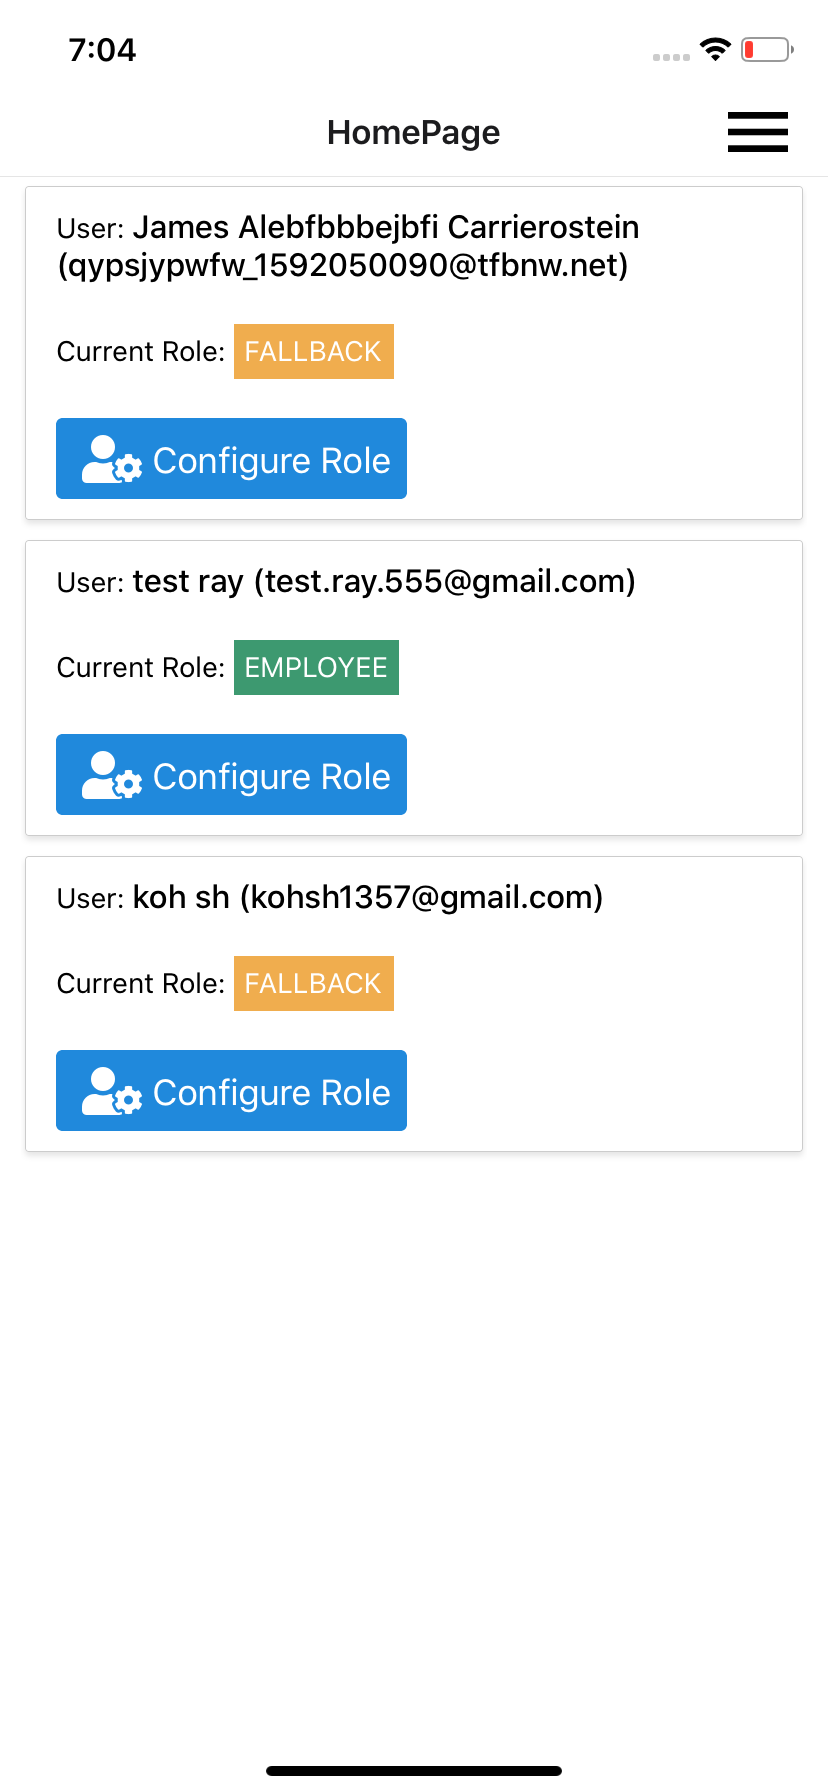 7:04
HomePage
User: James Alebfbbbejbfi Carrierostein
(qypsjypwfw_1592050090@tfbnw.net)
Current Role: FALLBACK
Configure Role
User: test ray (test.ray.555@gmail.com)
Current Role: EMPLOYEE
Configure Role
User: koh sh (kohsh1357@gmail.com)
Current Role: FALLBACK
Configure Role